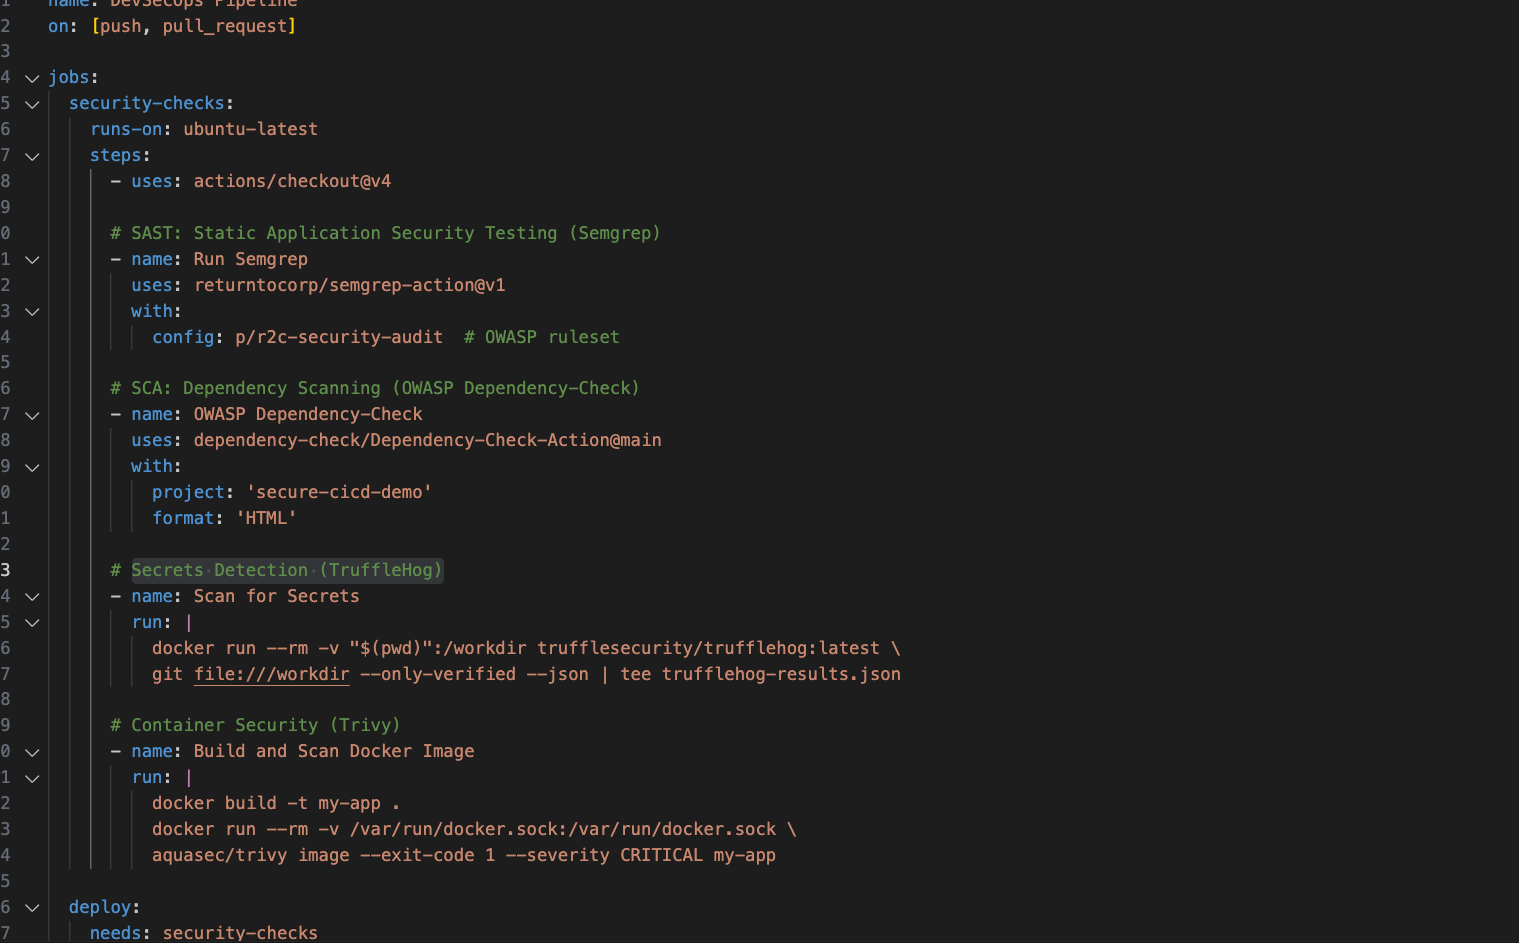 1 name: DevSecOps Pipeline
2 on: [push, pull_request]
3
4 jobs:
5 security-checks:
6 runs-on: ubuntu-latest
7 steps:
8 - uses: actions/checkout@v4
9
0 # SAST: Static Application Security Testing (Semgrep)
1 - name: Run Semgrep
2 uses: returntocorp/semgrep-action@v1
3 with:
4 config: p/r2c-security-audit # OWASP ruleset
5
6 # SCA: Dependency Scanning (OWASP Dependency-Check)
7 - name: OWASP Dependency-Check
8 uses: dependency-check/Dependency-Check-Action@main
9 with:
0 project: 'secure-cicd-demo'
1 format: 'HTML'
2
3 # Secrets Detection (TruffleHog)
4 - name: Scan for Secrets
5 run: |
6 docker run --rm -v "$(pwd)":/workdir trufflesecurity/trufflehog:latest \
7 git file:///workdir --only-verified --json | tee trufflehog-results.json
8
9 # Container Security (Trivy)
0 - name: Build and Scan Docker Image
1 run: |
2 docker build -t my-app .
3 docker run --rm -v /var/run/docker.sock:/var/run/docker.sock \
4 aquasec/trivy image --exit-code 1 --severity CRITICAL my-app
5
6 deploy:
7 needs: security-checks